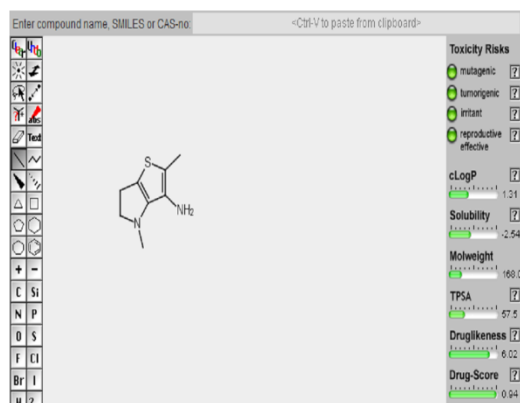 Enter compound name, SMILES or CAS-no: <Ctrl-V to paste from clipboard>
Toxicity Risks
mutagenic ?
tumorigenic ?
irritant ?
reproductive effective ?
S
NH2
N
Text
+ -
C Si
N P
O S
F Cl
Br I
H ?
cLogP ?
1.31
Solubility ?
-2.54
Molweight
168.0
TPSA ?
57.5
Druglikeness ?
6.02
Drug-Score ?
0.94